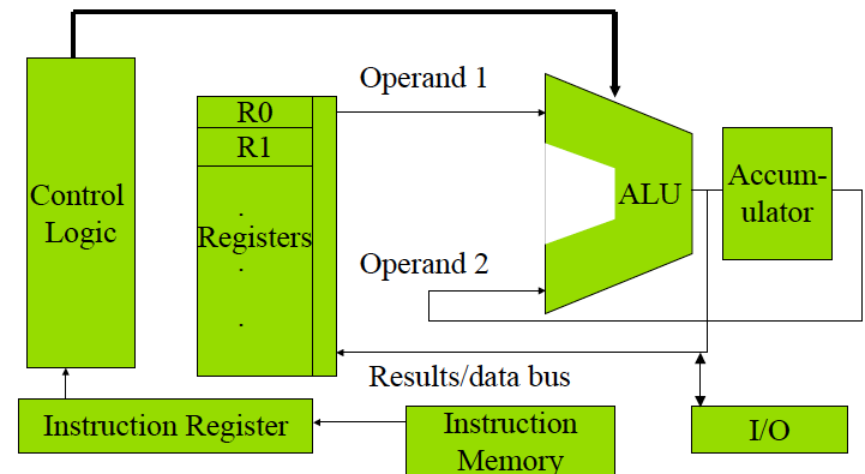 Operand 1
R0
R1
Control
Logic
.
Registers
.
.
ALU
Accum-
ulator
Operand 2
Results/data bus
Instruction Register
Instruction
Memory
I/O